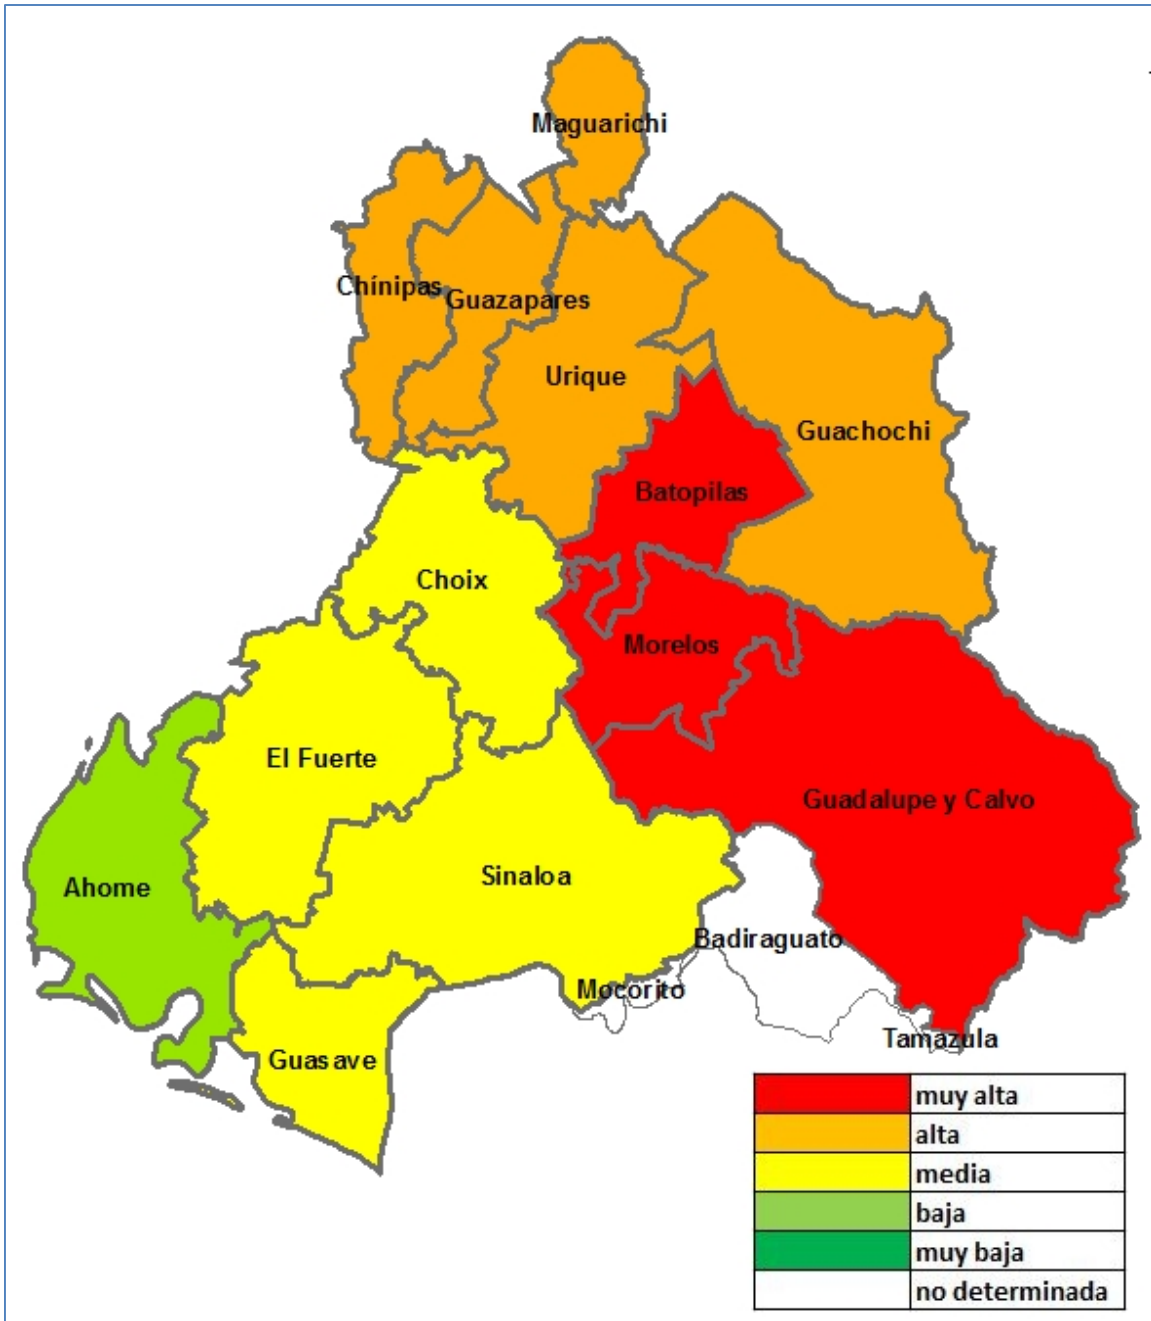 Maguarichi
Chínipas
Guazapares
Urique
Guachochi
Batopilas
Choix
Morelos
El Fuerte
Guadalupe y Calvo
Sinaloa
Ahome
Badiraguato
Mocorito
Tamazula
Guasave
muy alta
alta
media
baja
muy baja
no determinada